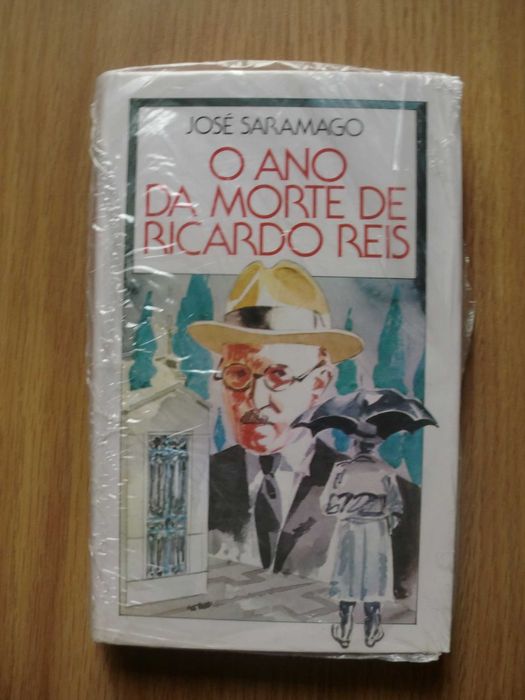 JOSÉ SARAMAGO
O ANO
DA MORTE DE
RICARDO REIS